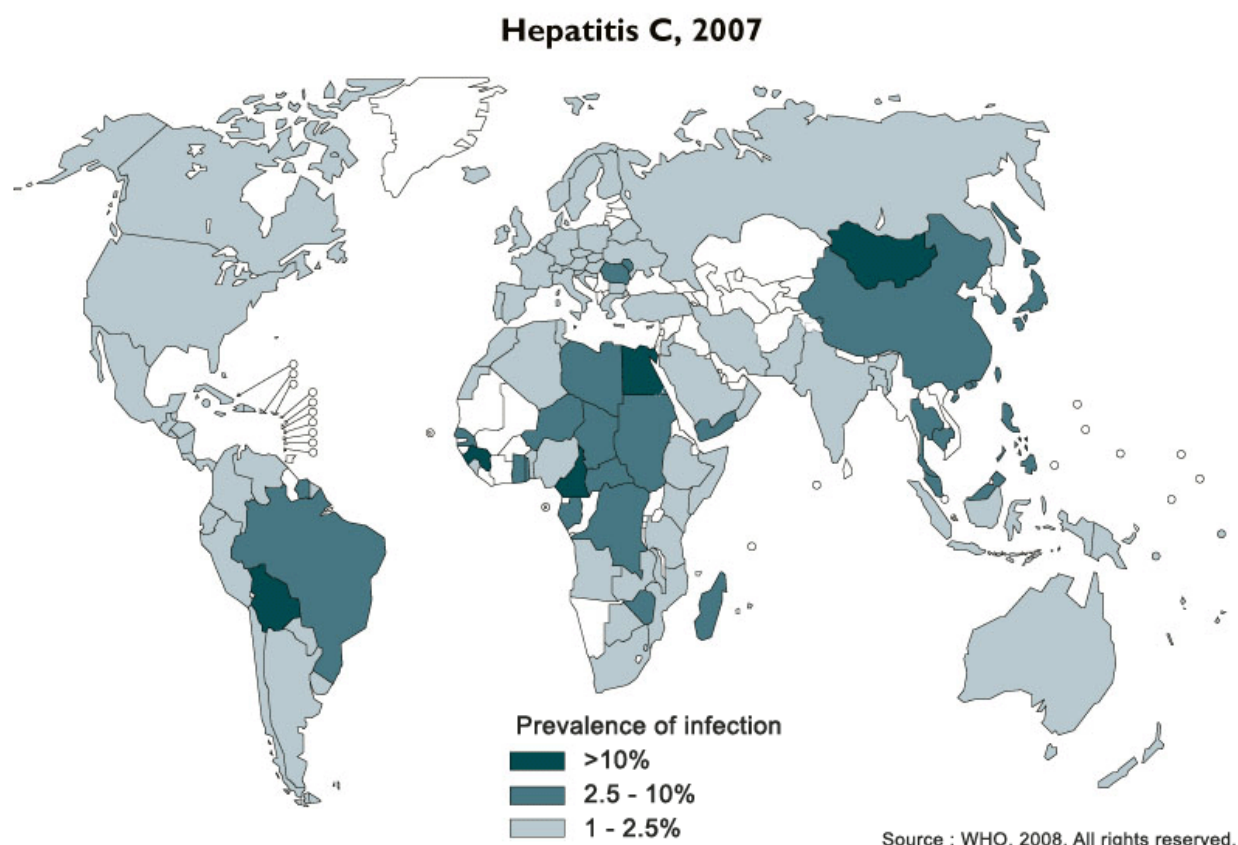 Hepatitis C, 2007
Prevalence of infection
>10%
2.5 - 10%
1 - 2.5%
Source : WHO, 2008. All rights reserved.